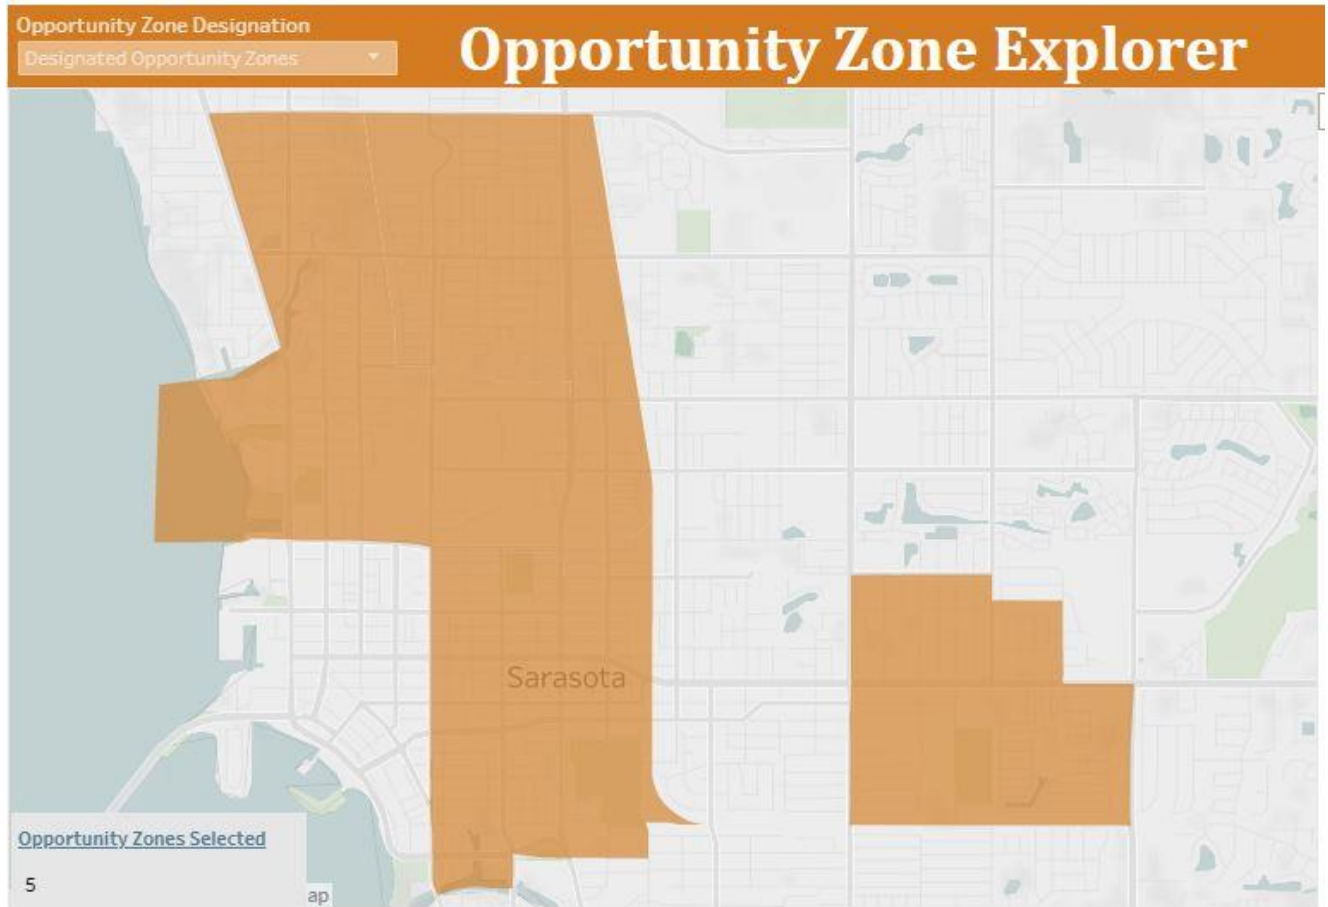 Opportunity Zone Designation
Designated Opportunity Zones
Opportunity Zone Explorer
Sarasota
Opportunity Zones Selected
5
ap